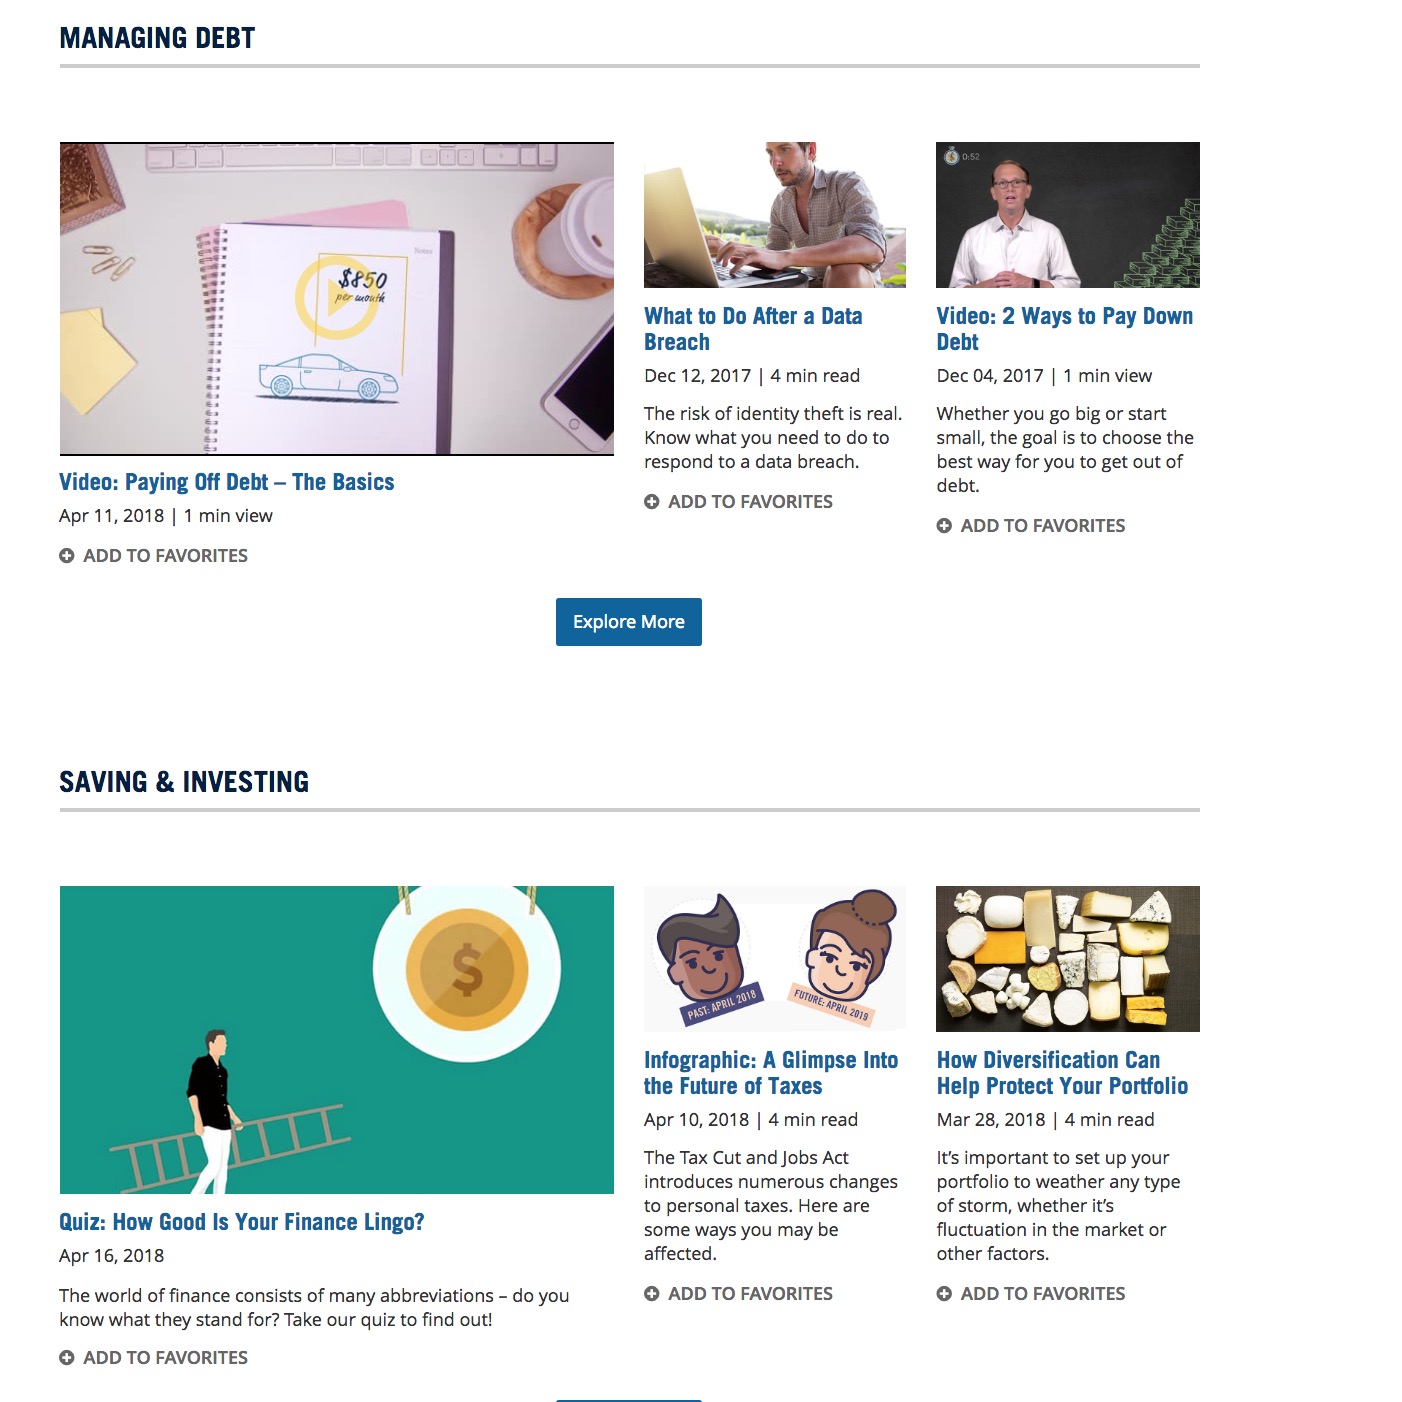 MANAGING DEBT
Notes
$850
per month
Video: Paying Off Debt – The Basics
Apr 11, 2018 | 1 min view
ADD TO FAVORITES
What to Do After a Data
Breach
Dec 12, 2017 | 4 min read
The risk of identity theft is real.
Know what you need to do to
respond to a data breach.
ADD TO FAVORITES
0:52
Video: 2 Ways to Pay Down
Debt
Dec 04, 2017 | 1 min view
Whether you go big or start
small, the goal is to choose the
best way for you to get out of
debt.
ADD TO FAVORITES
Explore More
SAVING & INVESTING
$
Quiz: How Good Is Your Finance Lingo?
Apr 16, 2018
The world of finance consists of many abbreviations – do you
know what they stand for? Take our quiz to find out!
ADD TO FAVORITES
PAST: APRIL 2018
FUTURE: APRIL 2019
Infographic: A Glimpse Into
the Future of Taxes
Apr 10, 2018 | 4 min read
The Tax Cut and Jobs Act
introduces numerous changes
to personal taxes. Here are
some ways you may be
affected.
ADD TO FAVORITES
How Diversification Can
Help Protect Your Portfolio
Mar 28, 2018 | 4 min read
It’s important to set up your
portfolio to weather any type
of storm, whether it’s
fluctuation in the market or
other factors.
ADD TO FAVORITES